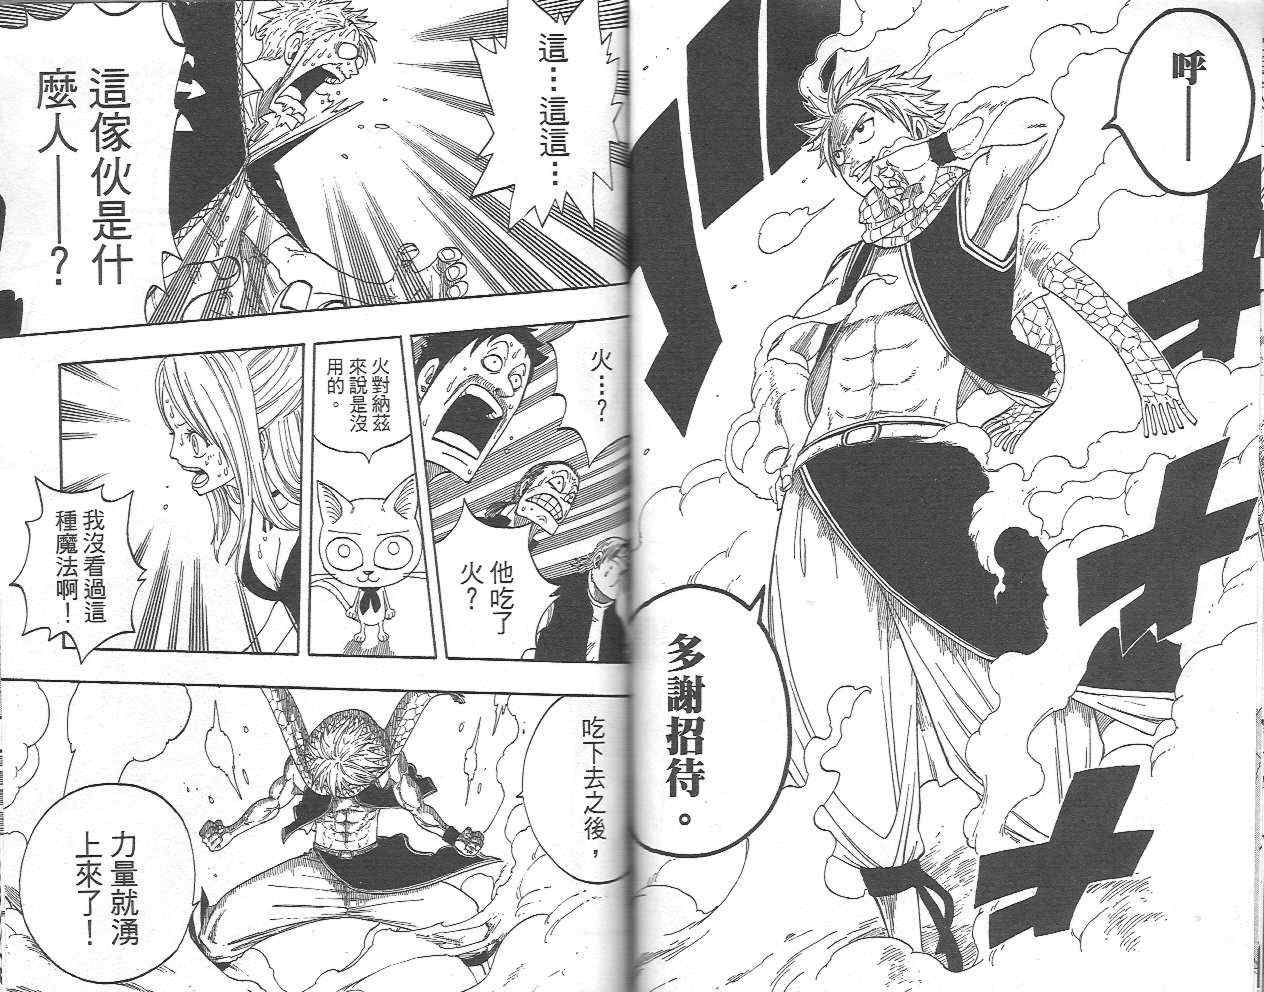 呼——
多謝招待。
這…這這…
這傢伙是什
麼人——?
火…?
他吃了
火?
火對納茲
來說是沒
用的。
我沒看過這
種魔法啊!
吃下去之後,
力量就湧
上來了!